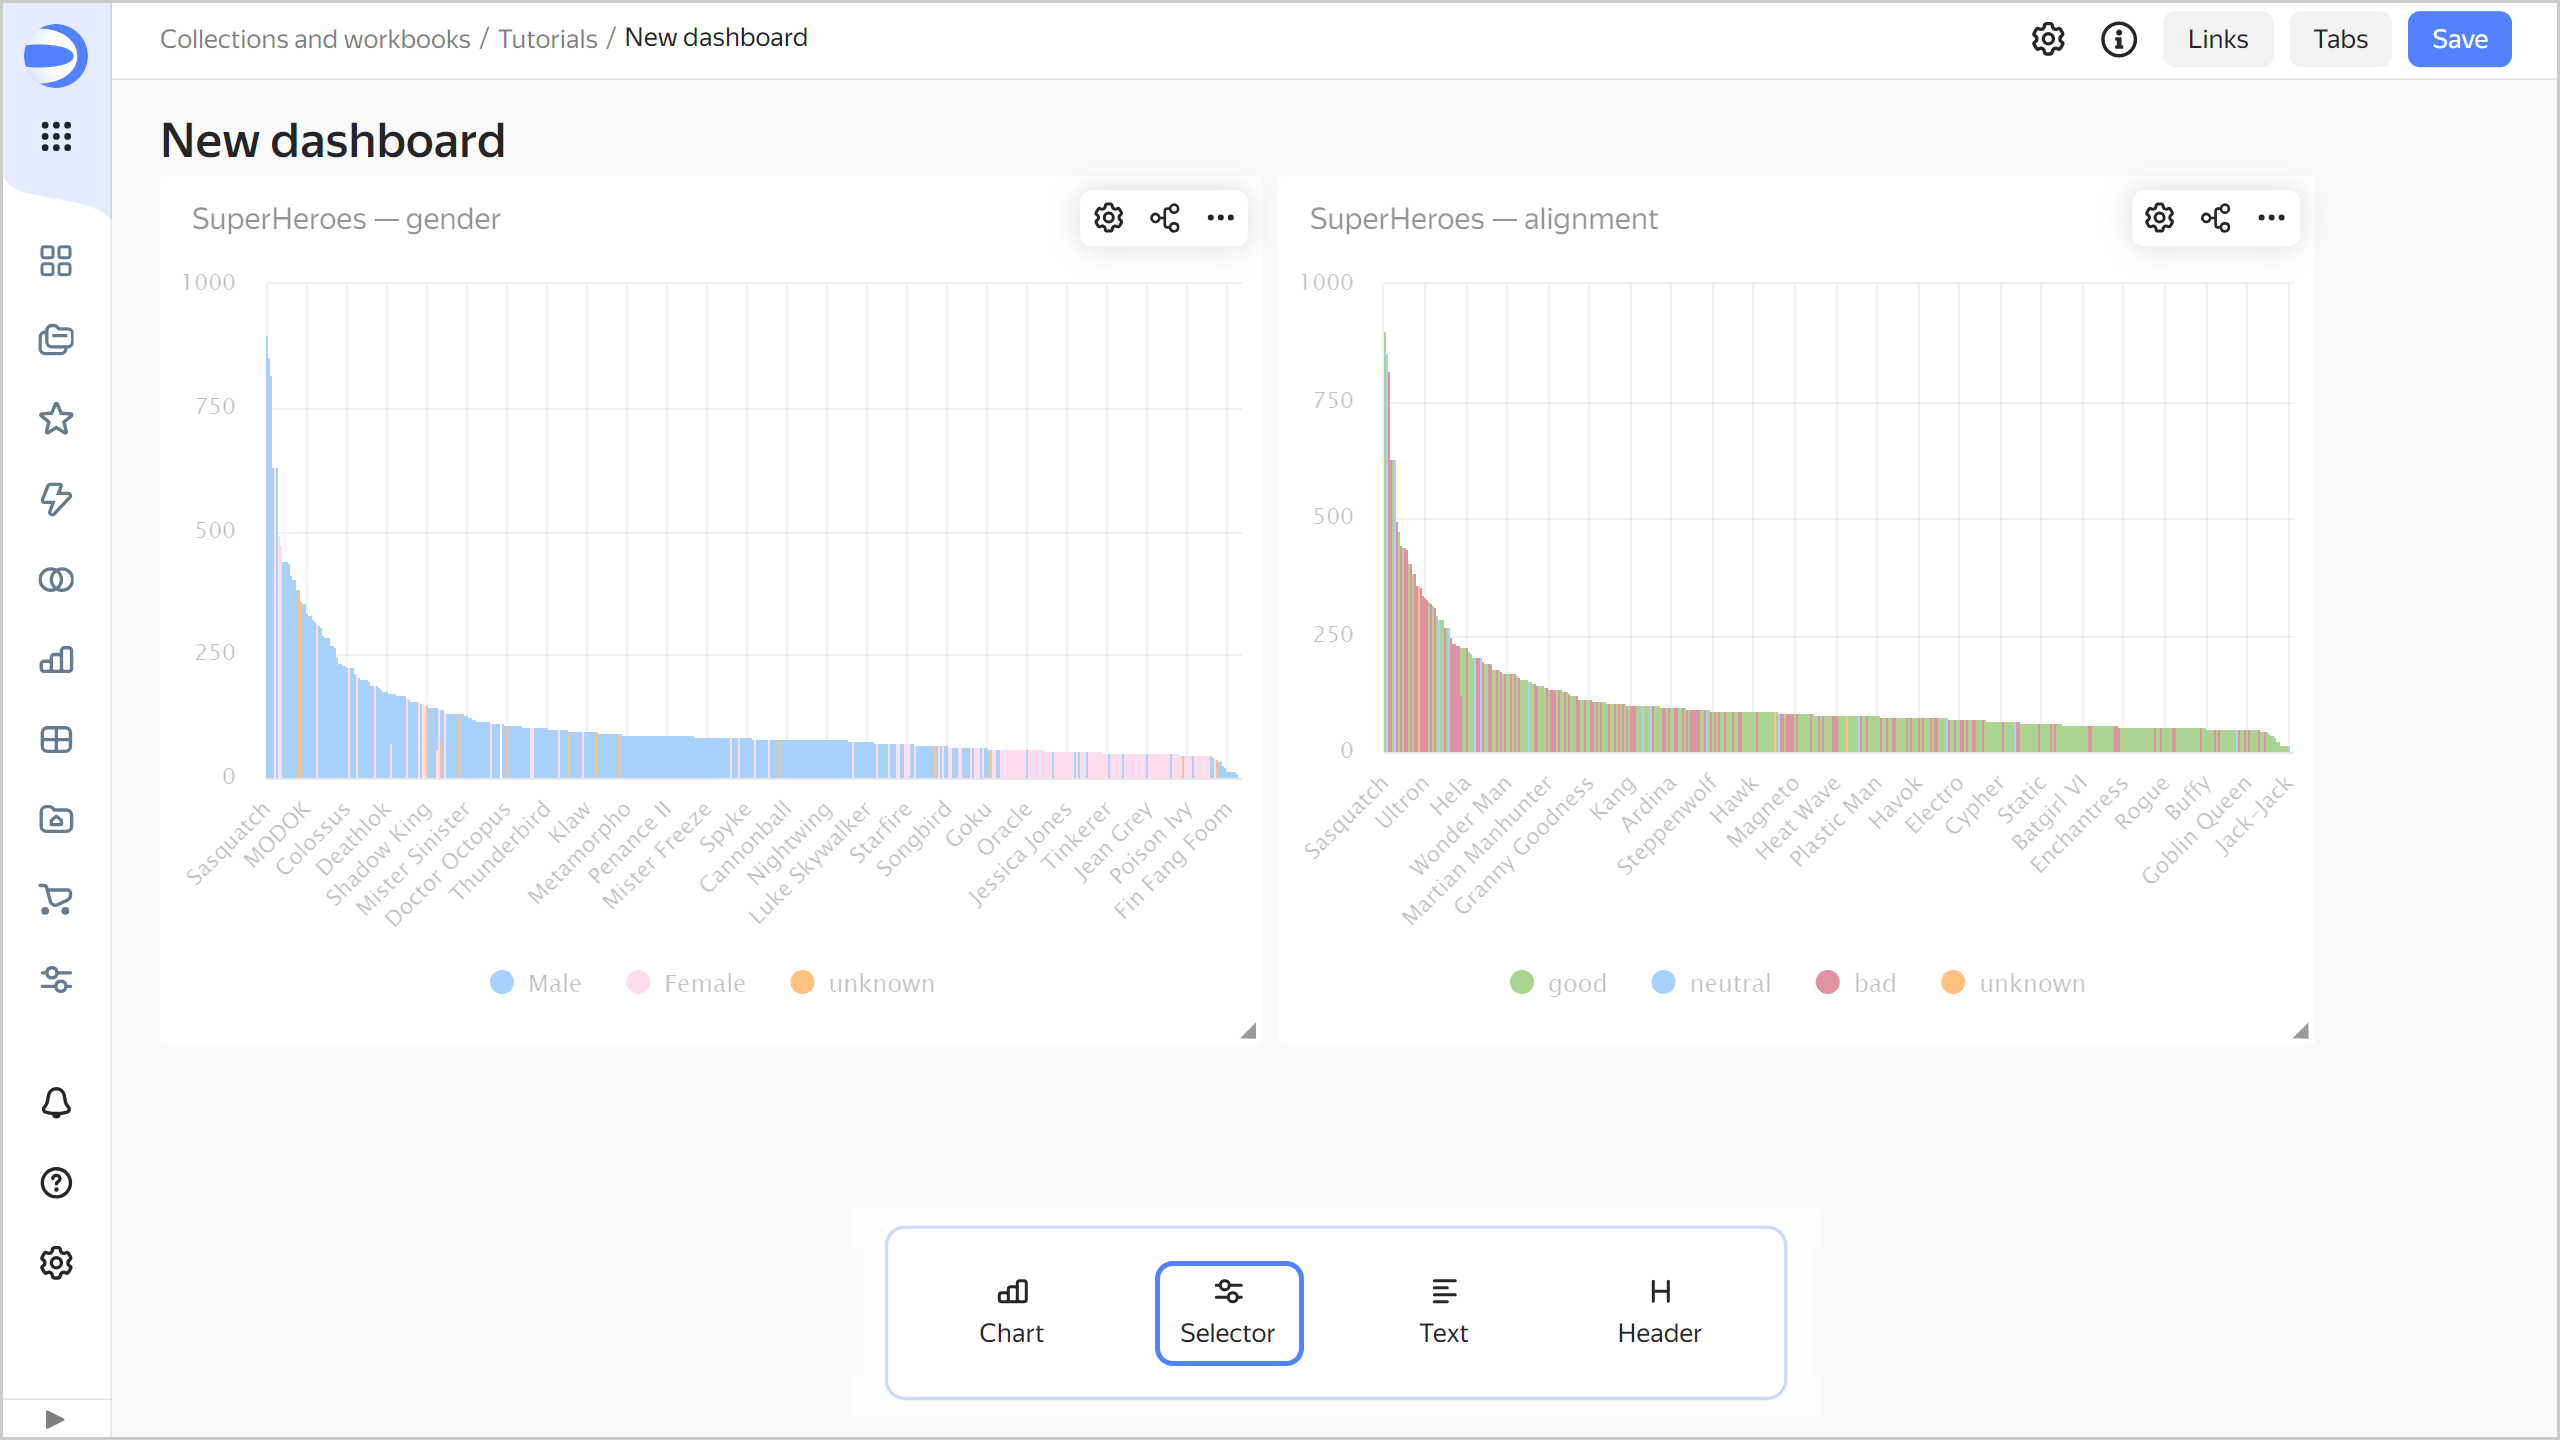 Collections and workbooks / Tutorials / New dashboard
Links
Tabs
Save
New dashboard
SuperHeroes — gender
1000
750
500
250
0
Sasquatch
MODOK
Colossus
Deathlok
Shadow King
Mister Sinister
Doctor Octopus
Thunderbird
Klaw
Metamorpho
Penance II
Mister Freeze
Spyke
Cannonball
Nightwing
Luke Skywalker
Starfire
Songbird
Goku
Oracle
Jessica Jones
Tinkerer
Jean Grey
Poison Ivy
Fin Fang Foom
Male
Female
unknown
SuperHeroes — alignment
1000
750
500
250
0
Sasquatch
Ultron
Hela
Wonder Man
Martian Manhunter
Granny Goodness
Kang
Ardina
Steppenwolf
Hawk
Magneto
Heat Wave
Plastic Man
Havok
Electro
Cypher
Static
Batgirl VI
Enchantress
Rogue
Buffy
Goblin Queen
Jack-Jack
good
neutral
bad
unknown
Chart
Selector
Text
Header